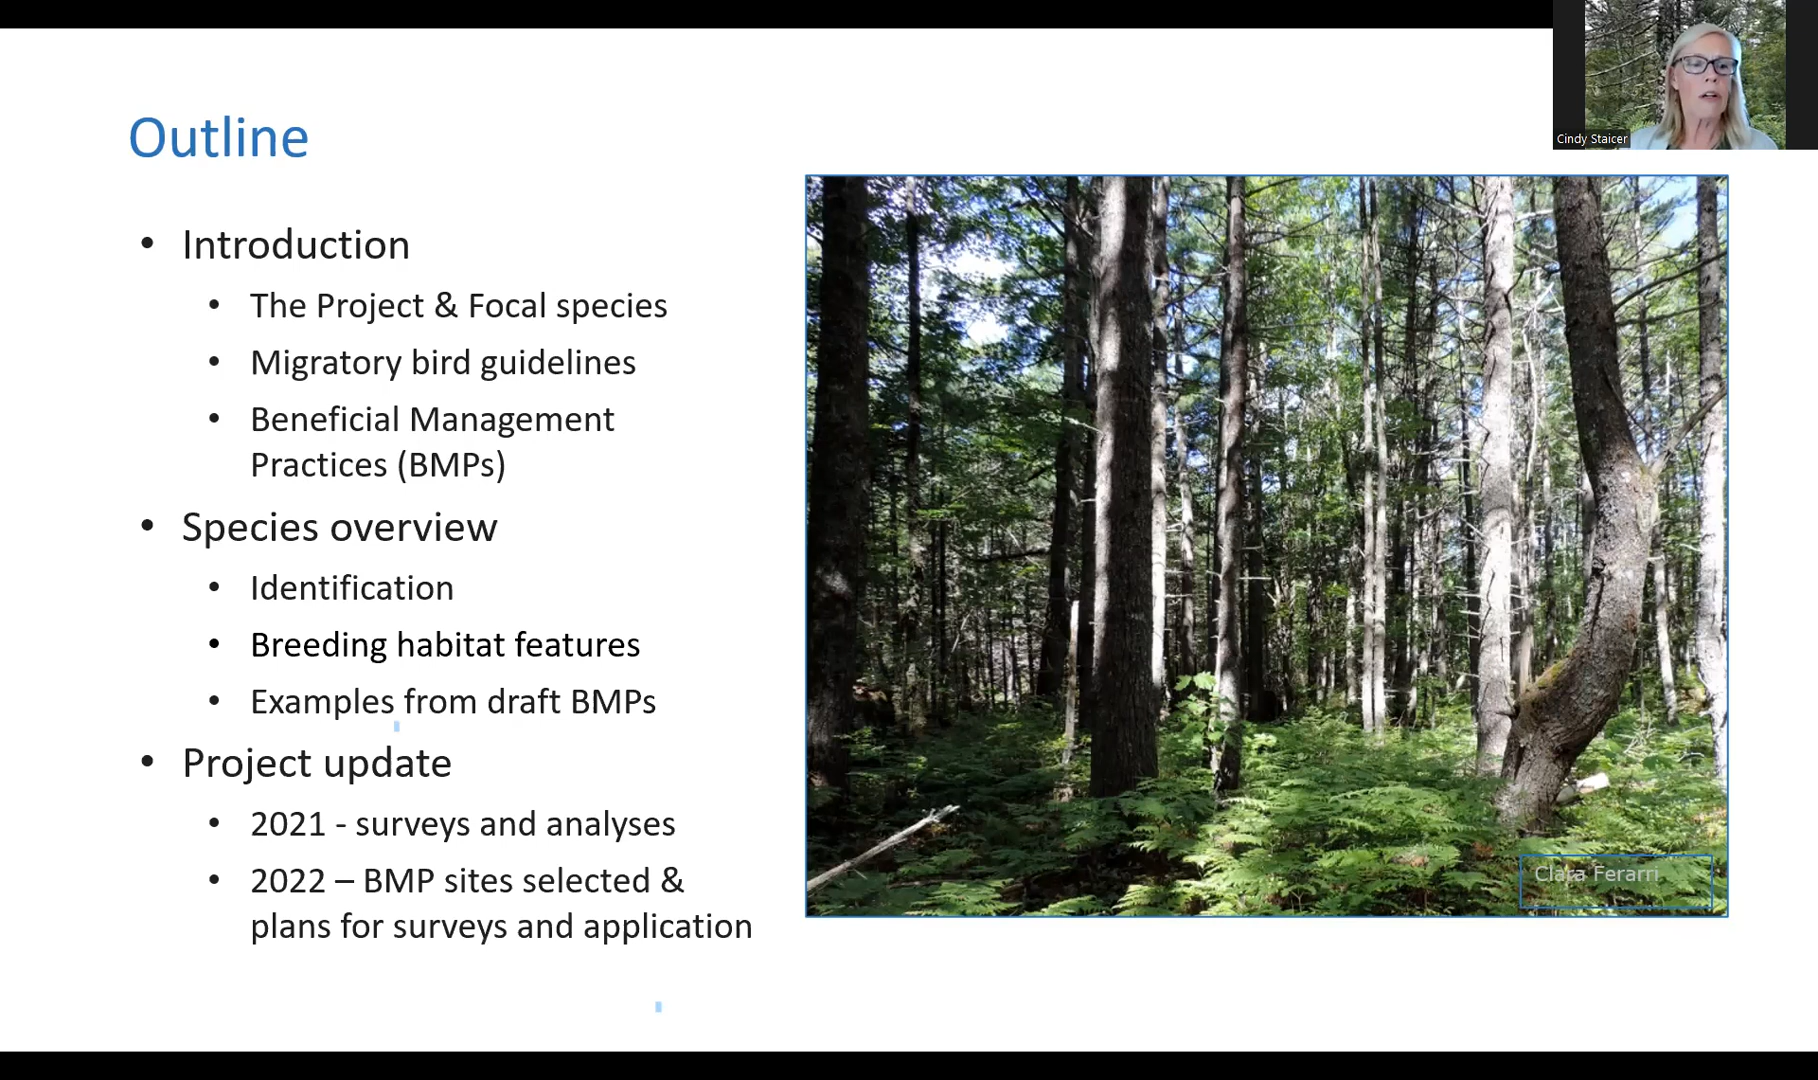 Cindy Staicer
Outline
• Introduction
• The Project & Focal species
• Migratory bird guidelines
• Beneficial Management
Practices (BMPs)
• Species overview
• Identification
• Breeding habitat features
• Examples from draft BMPs
• Project update
• 2021 - surveys and analyses
• 2022 – BMP sites selected &
plans for surveys and application
Clara Ferarri